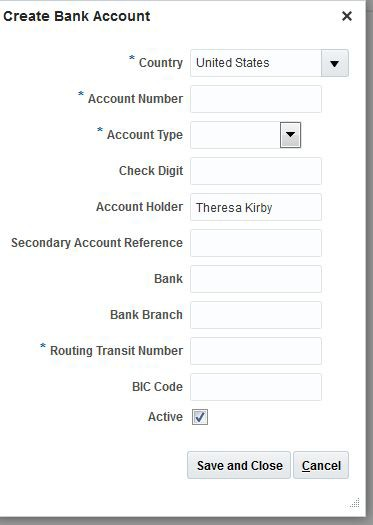 Create Bank Account
* Country United States
* Account Number
* Account Type
Check Digit
Account Holder Theresa Kirby
Secondary Account Reference
Bank
Bank Branch
* Routing Transit Number
BIC Code
Active
Save and Close Cancel